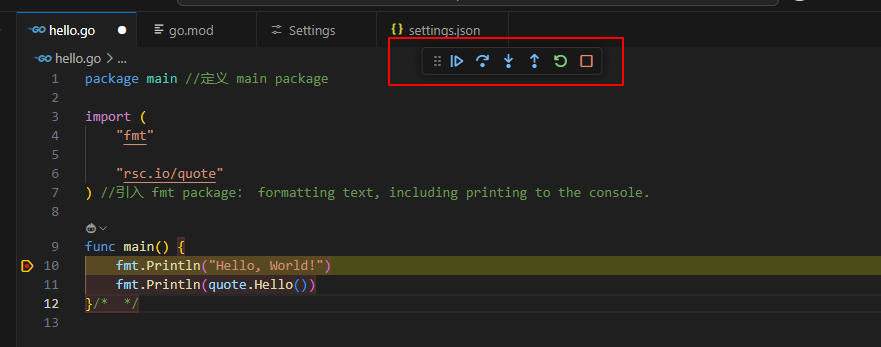 GO hello.go go.mod Settings {} settings.json
GO hello.go > ...
1 package main //定义 main package
2
3 import (
4 "fmt"
5
6 "rsc.io/quote"
7 ) //引入 fmt package： formatting text, including printing to the console.
8
9 func main() {
10 fmt.Println("Hello, World!")
11 fmt.Println(quote.Hello())
12 }/*  */
13